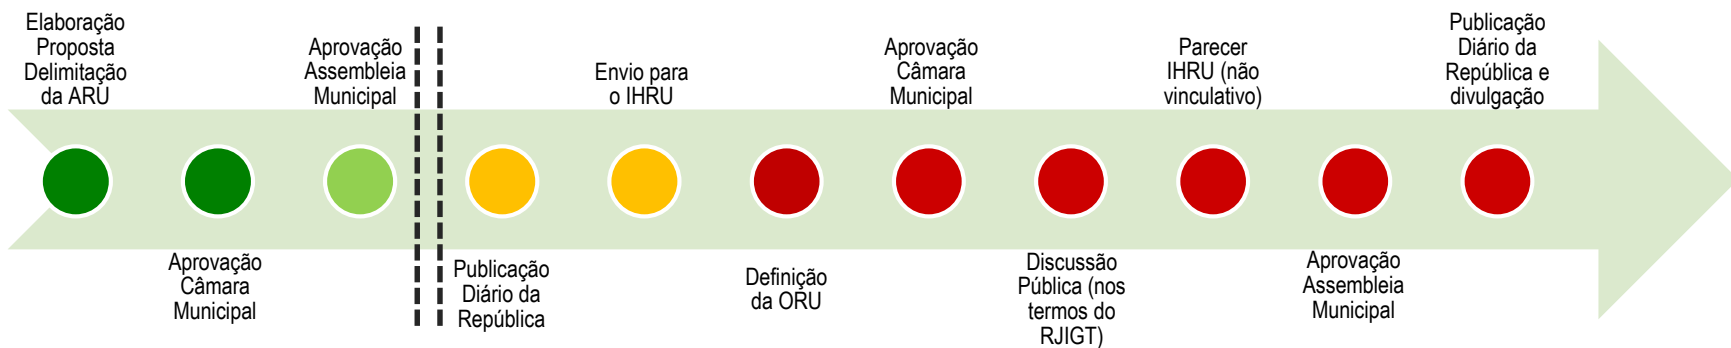 Elaboração
Proposta
Delimitação
da ARU
Aprovação
Câmara
Municipal
Aprovação
Assembleia
Municipal
Publicação
Diário da
República
Envio para
o IHRU
Definição
da ORU
Aprovação
Câmara
Municipal
Discussão
Pública (nos
termos do
RJIGT)
Parecer
IHRU (não
vinculativo)
Aprovação
Assembleia
Municipal
Publicação
Diário da
República e
divulgação